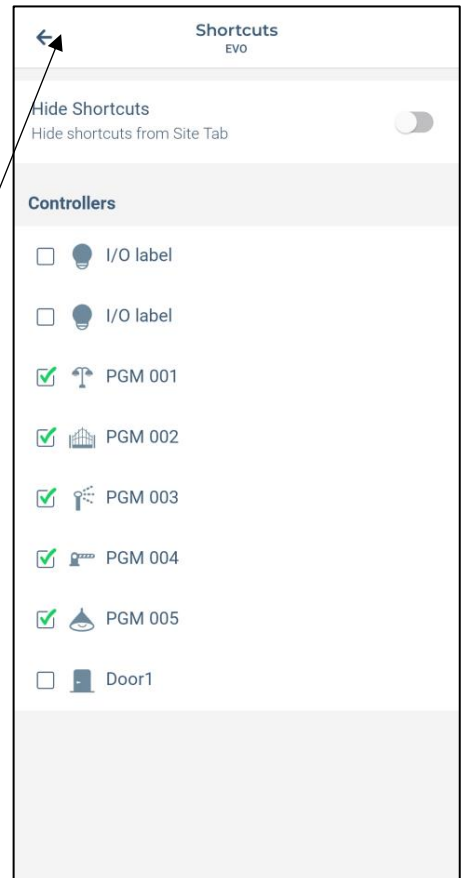 Shortcuts
EVO
Hide Shortcuts
Hide shortcuts from Site Tab
Controllers
I/O label
I/O label
PGM 001
PGM 002
PGM 003
PGM 004
PGM 005
Door1